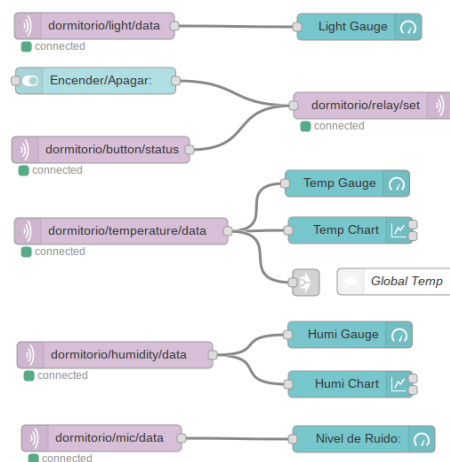 dormitorio/light/data
Light Gauge
connected
Encender/Apagar:
dormitorio/relay/set
connected
dormitorio/button/status
connected
Temp Gauge
dormitorio/temperature/data
Temp Chart
connected
Global Temp
Humi Gauge
dormitorio/humidity/data
connected
Humi Chart
dormitorio/mic/data
Nivel de Ruido:
connected